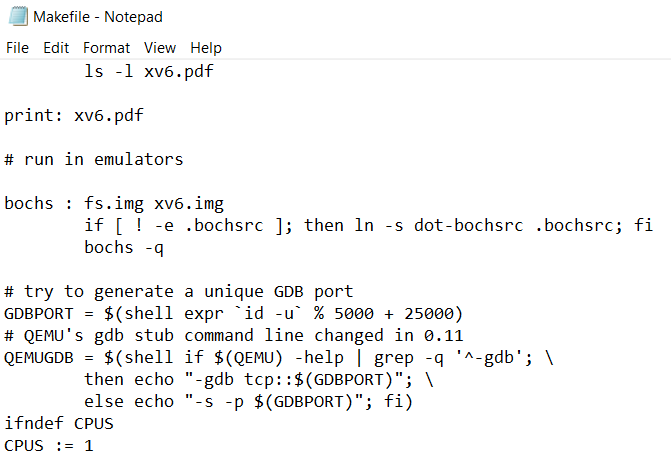 Makefile - Notepad
File Edit Format View Help
ls -l xv6.pdf
print: xv6.pdf
# run in emulators
bochs : fs.img xv6.img
if [ ! -e .bochsrc ]; then ln -s dot-bochsrc .bochsrc; fi
bochs -q
# try to generate a unique GDB port
GDBPORT = $(shell expr `id -u` % 5000 + 25000)
# QEMU's gdb stub command line changed in 0.11
QEMUGDB = $(shell if $(QEMU) -help | grep -q '^-gdb'; \
then echo "-gdb tcp::$(GDBPORT)"; \
else echo "-s -p $(GDBPORT)"; fi)
ifndef CPUS
CPUS := 1